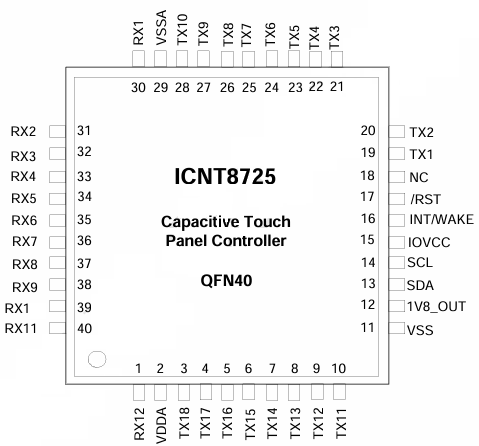 RX1 VSSA TX10 TX9 TX8 TX7 TX6 TX5 TX4 TX3
30 29 28 27 26 25 24 23 22 21
RX2 31 20 TX2
RX3 32 19 TX1
RX4 33 ICNT8725 18 NC
RX5 34 17 /RST
RX6 35 Capacitive Touch 16 INT/WAKE
RX7 36 Panel Controller 15 IOVCC
RX8 37 14 SCL
RX9 38 QFN40 13 SDA
RX1 39 12 1V8_OUT
RX11 40 11 VSS
1 2 3 4 5 6 7 8 9 10
RX12 VDDA TX18 TX17 TX16 TX15 TX14 TX13 TX12 TX11